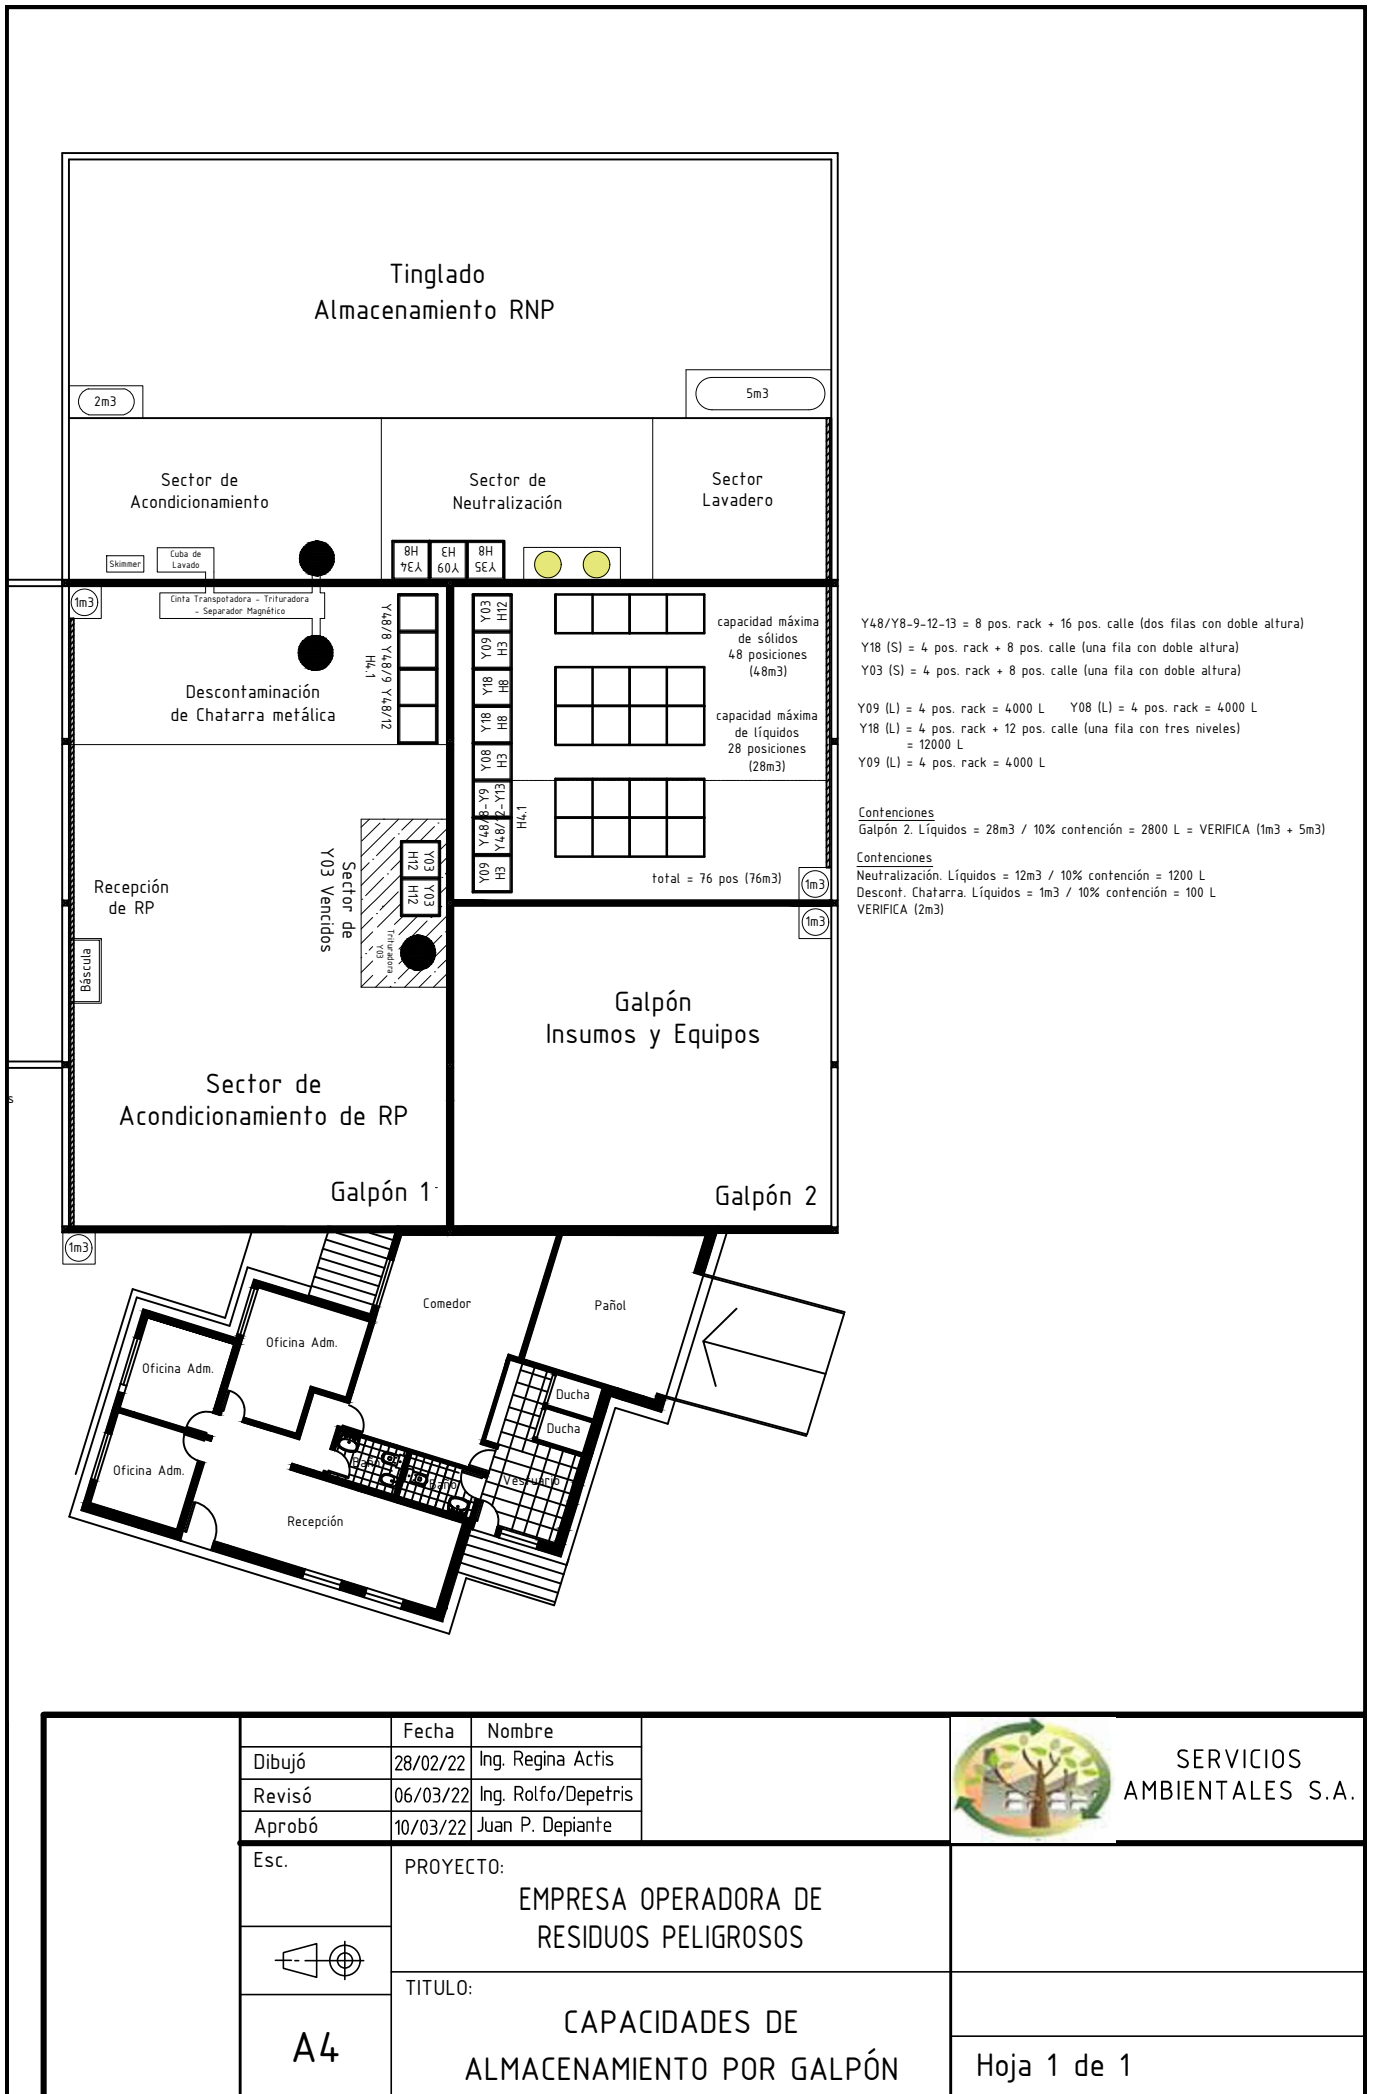 Tinglado
Almacenamiento RNP
2m3
5m3
Sector de
Acondicionamiento
Sector de
Neutralización
Sector
Lavadero
Skimmer
Cuba de
Lavado
Y34 H8
Y09 H3
Y35 H8
1m3
Cinta Transpotadora - Trituradora
- Separador Magnético
Descontaminación
de Chatarra metálica
Y48/8 Y48/9 Y48/12
H4.1
Y03 H12
Y09 H3
Y18 H8
Y18 H8
Y08 H3
Y48/8-Y9
Y48/12-Y13
H4.1
Y09 H3
capacidad máxima
de sólidos
48 posiciones
(48m3)
capacidad máxima
de líquidos
28 posiciones
(28m3)
total = 76 pos (76m3)
1m3
1m3
Y48/Y8-9-12-13 = 8 pos. rack + 16 pos. calle (dos filas con doble altura)
Y18 (S) = 4 pos. rack + 8 pos. calle (una fila con doble altura)
Y03 (S) = 4 pos. rack + 8 pos. calle (una fila con doble altura)
Y09 (L) = 4 pos. rack = 4000 L Y08 (L) = 4 pos. rack = 4000 L
Y18 (L) = 4 pos. rack + 12 pos. calle (una fila con tres niveles)
= 12000 L
Y09 (L) = 4 pos. rack = 4000 L
Contenciones
Galpón 2. Líquidos = 28m3 / 10% contención = 2800 L = VERIFICA (1m3 + 5m3)
Contenciones
Neutralización. Líquidos = 12m3 / 10% contención = 1200 L
Descont. Chatarra. Líquidos = 1m3 / 10% contención = 100 L
VERIFICA (2m3)
Recepción
de RP
Sector de
Y03 Vencidos
Y03 H12
Y03 H12
Trituradora
Y03
Báscula
Galpón
Insumos y Equipos
Sector de
Acondicionamiento de RP
s
Galpón 1
Galpón 2
1m3
Comedor
Pañol
Oficina Adm.
Oficina Adm.
Ducha
Ducha
Oficina Adm.
Baño
Baño
Vestuario
Recepción
Fecha Nombre
Dibujó 28/02/22 Ing. Regina Actis
Revisó 06/03/22 Ing. Rolfo/Depetris
Aprobó 10/03/22 Juan P. Depiante
SERVICIOS
AMBIENTALES S.A.
Esc.
PROYECTO:
EMPRESA OPERADORA DE
RESIDUOS PELIGROSOS
TITULO:
A4
CAPACIDADES DE
ALMACENAMIENTO POR GALPÓN
Hoja 1 de 1